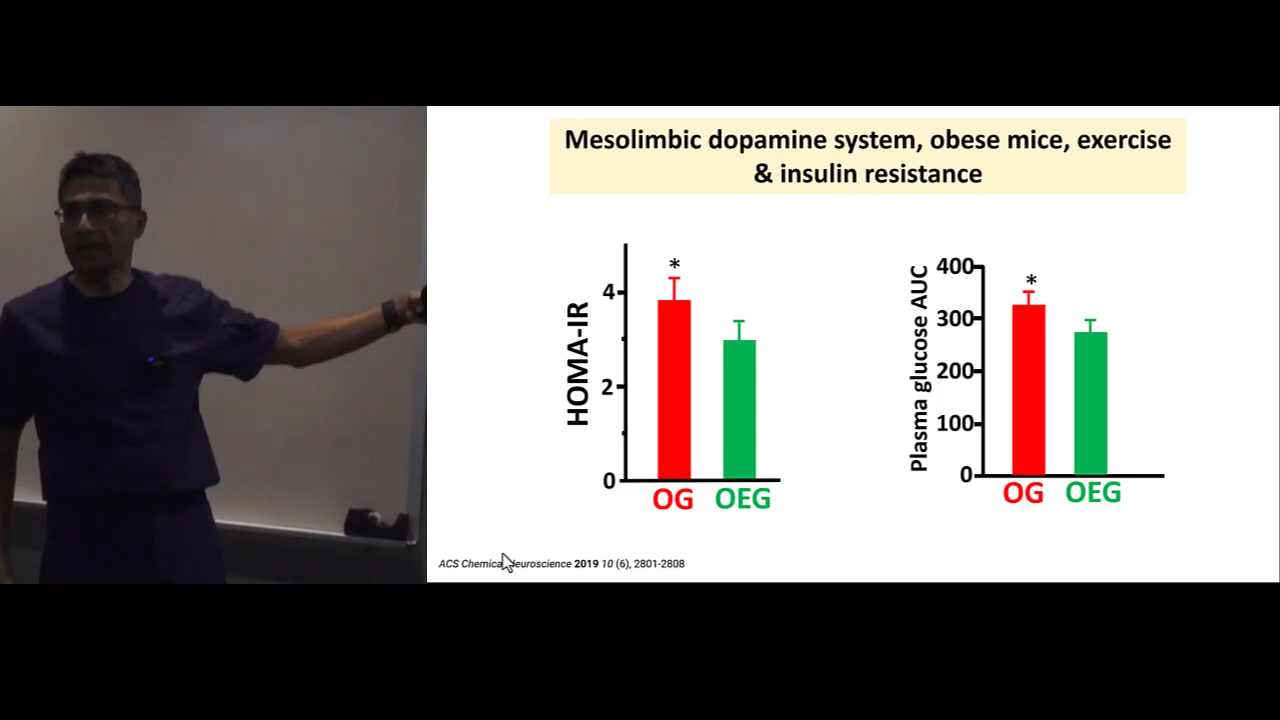 Mesolimbic dopamine system, obese mice, exercise
& insulin resistance
HOMA-IR
4
2
0
*
OG OEG
Plasma glucose AUC
400
300
200
100
0
*
OG OEG
ACS Chemical Neuroscience 2019 10 (6), 2801-2808